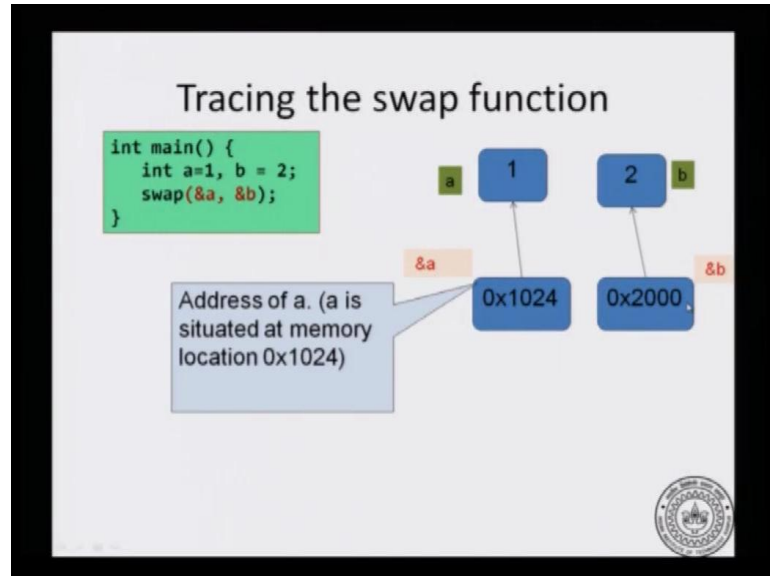 Tracing the swap function
int main() {
int a=1, b = 2;
swap(&a, &b);
}
a
1
2
b
&a
&b
0x1024
0x2000
Address of a. (a is
situated at memory
location 0x1024)